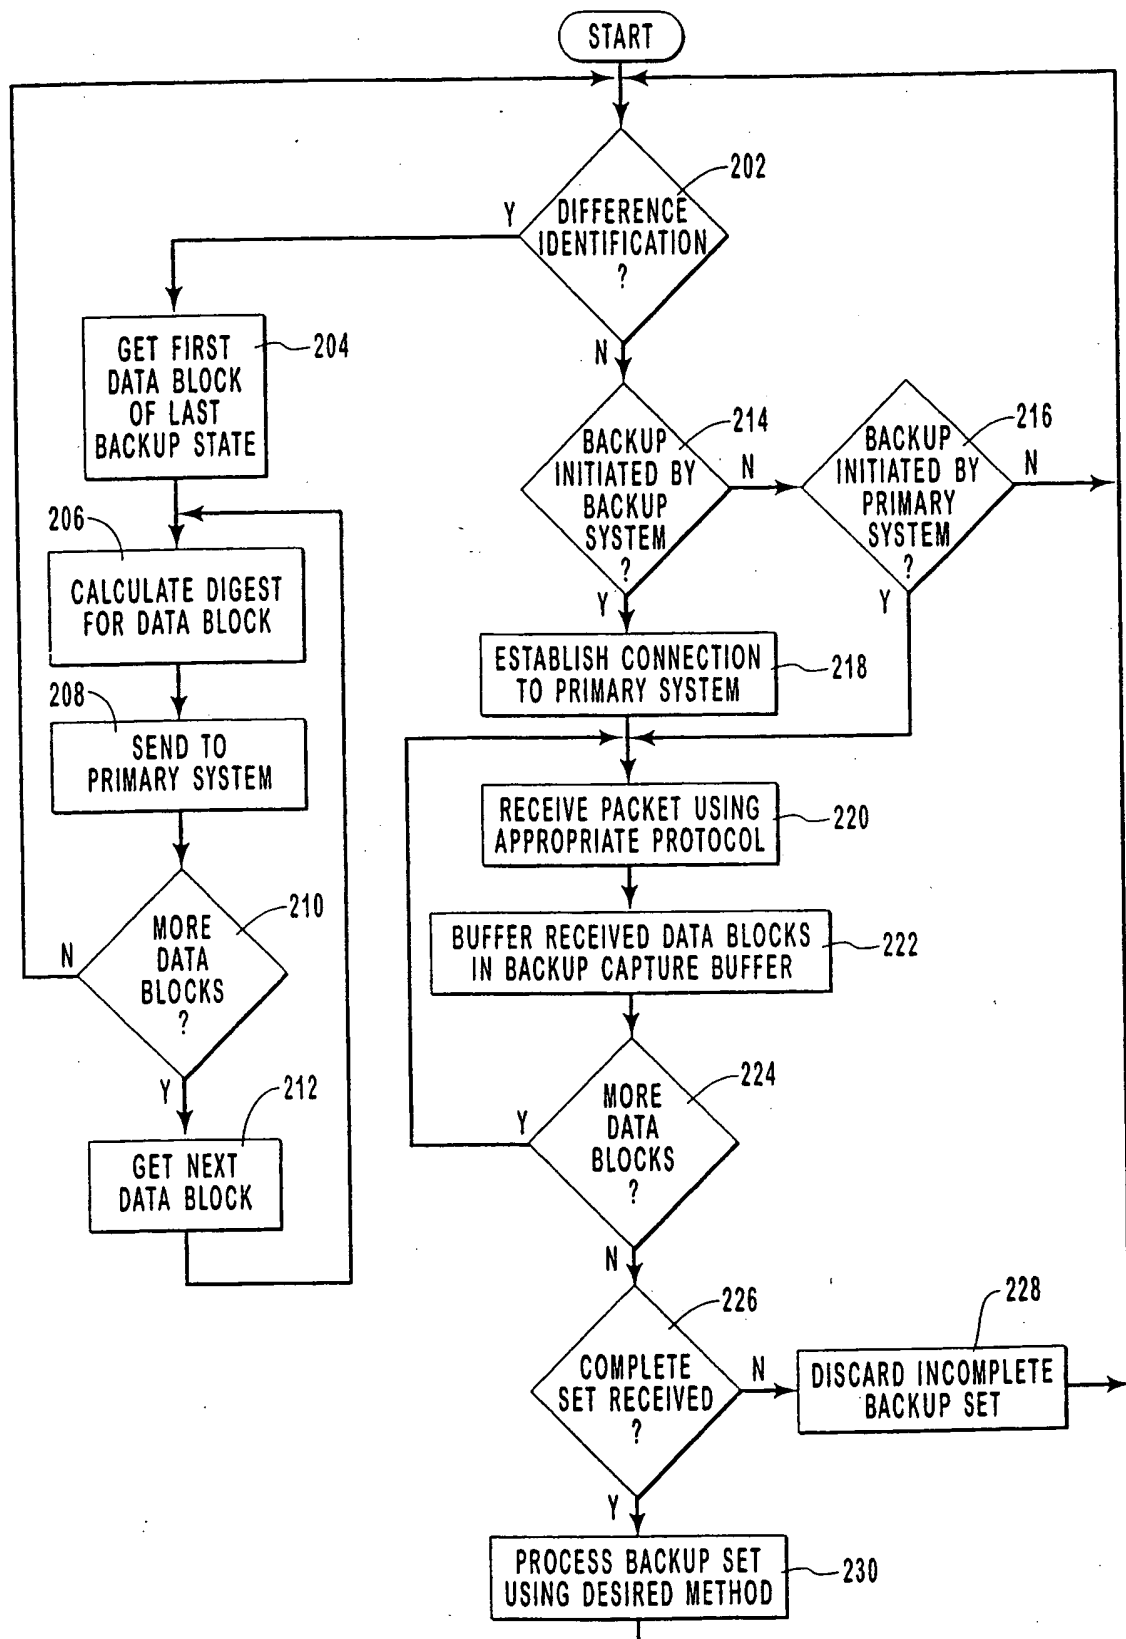 START
202
DIFFERENCE
IDENTIFICATION
?
Y
N
GET FIRST
DATA BLOCK
OF LAST
BACKUP STATE
204
206
CALCULATE DIGEST
FOR DATA BLOCK
208
SEND TO
PRIMARY SYSTEM
210
MORE
DATA
BLOCKS
?
N
Y
212
GET NEXT
DATA BLOCK
214
BACKUP
INITIATED BY
BACKUP
SYSTEM
?
N
Y
216
BACKUP
INITIATED BY
PRIMARY
SYSTEM
?
N
Y
ESTABLISH CONNECTION
TO PRIMARY SYSTEM
218
RECEIVE PACKET USING
APPROPRIATE PROTOCOL
220
BUFFER RECEIVED DATA BLOCKS
IN BACKUP CAPTURE BUFFER
222
224
MORE
DATA
BLOCKS
?
Y
N
226
COMPLETE
SET RECEIVED
?
N
Y
228
DISCARD INCOMPLETE
BACKUP SET
PROCESS BACKUP SET
USING DESIRED METHOD
230